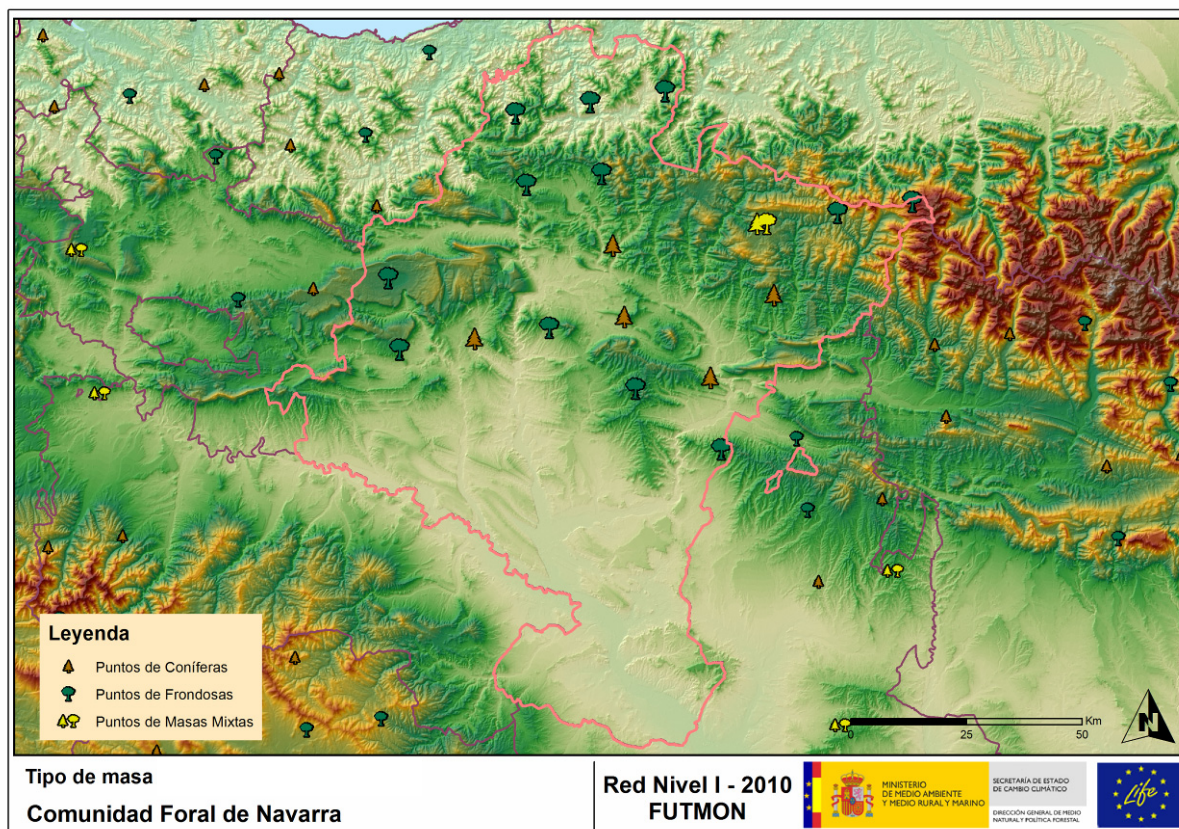 Leyenda
Puntos de Coníferas
Puntos de Frondosas
Puntos de Masas Mixtas
Km
0 25 50
N
Tipo de masa
Comunidad Foral de Navarra
Red Nivel I - 2010
FUTMON
MINISTERIO
DE MEDIO AMBIENTE
Y MEDIO RURAL Y MARINO
SECRETARÍA DE ESTADO
DE CAMBIO CLIMÁTICO
DIRECCIÓN GENERAL DE MEDIO
NATURAL Y POLÍTICA FORESTAL
Life